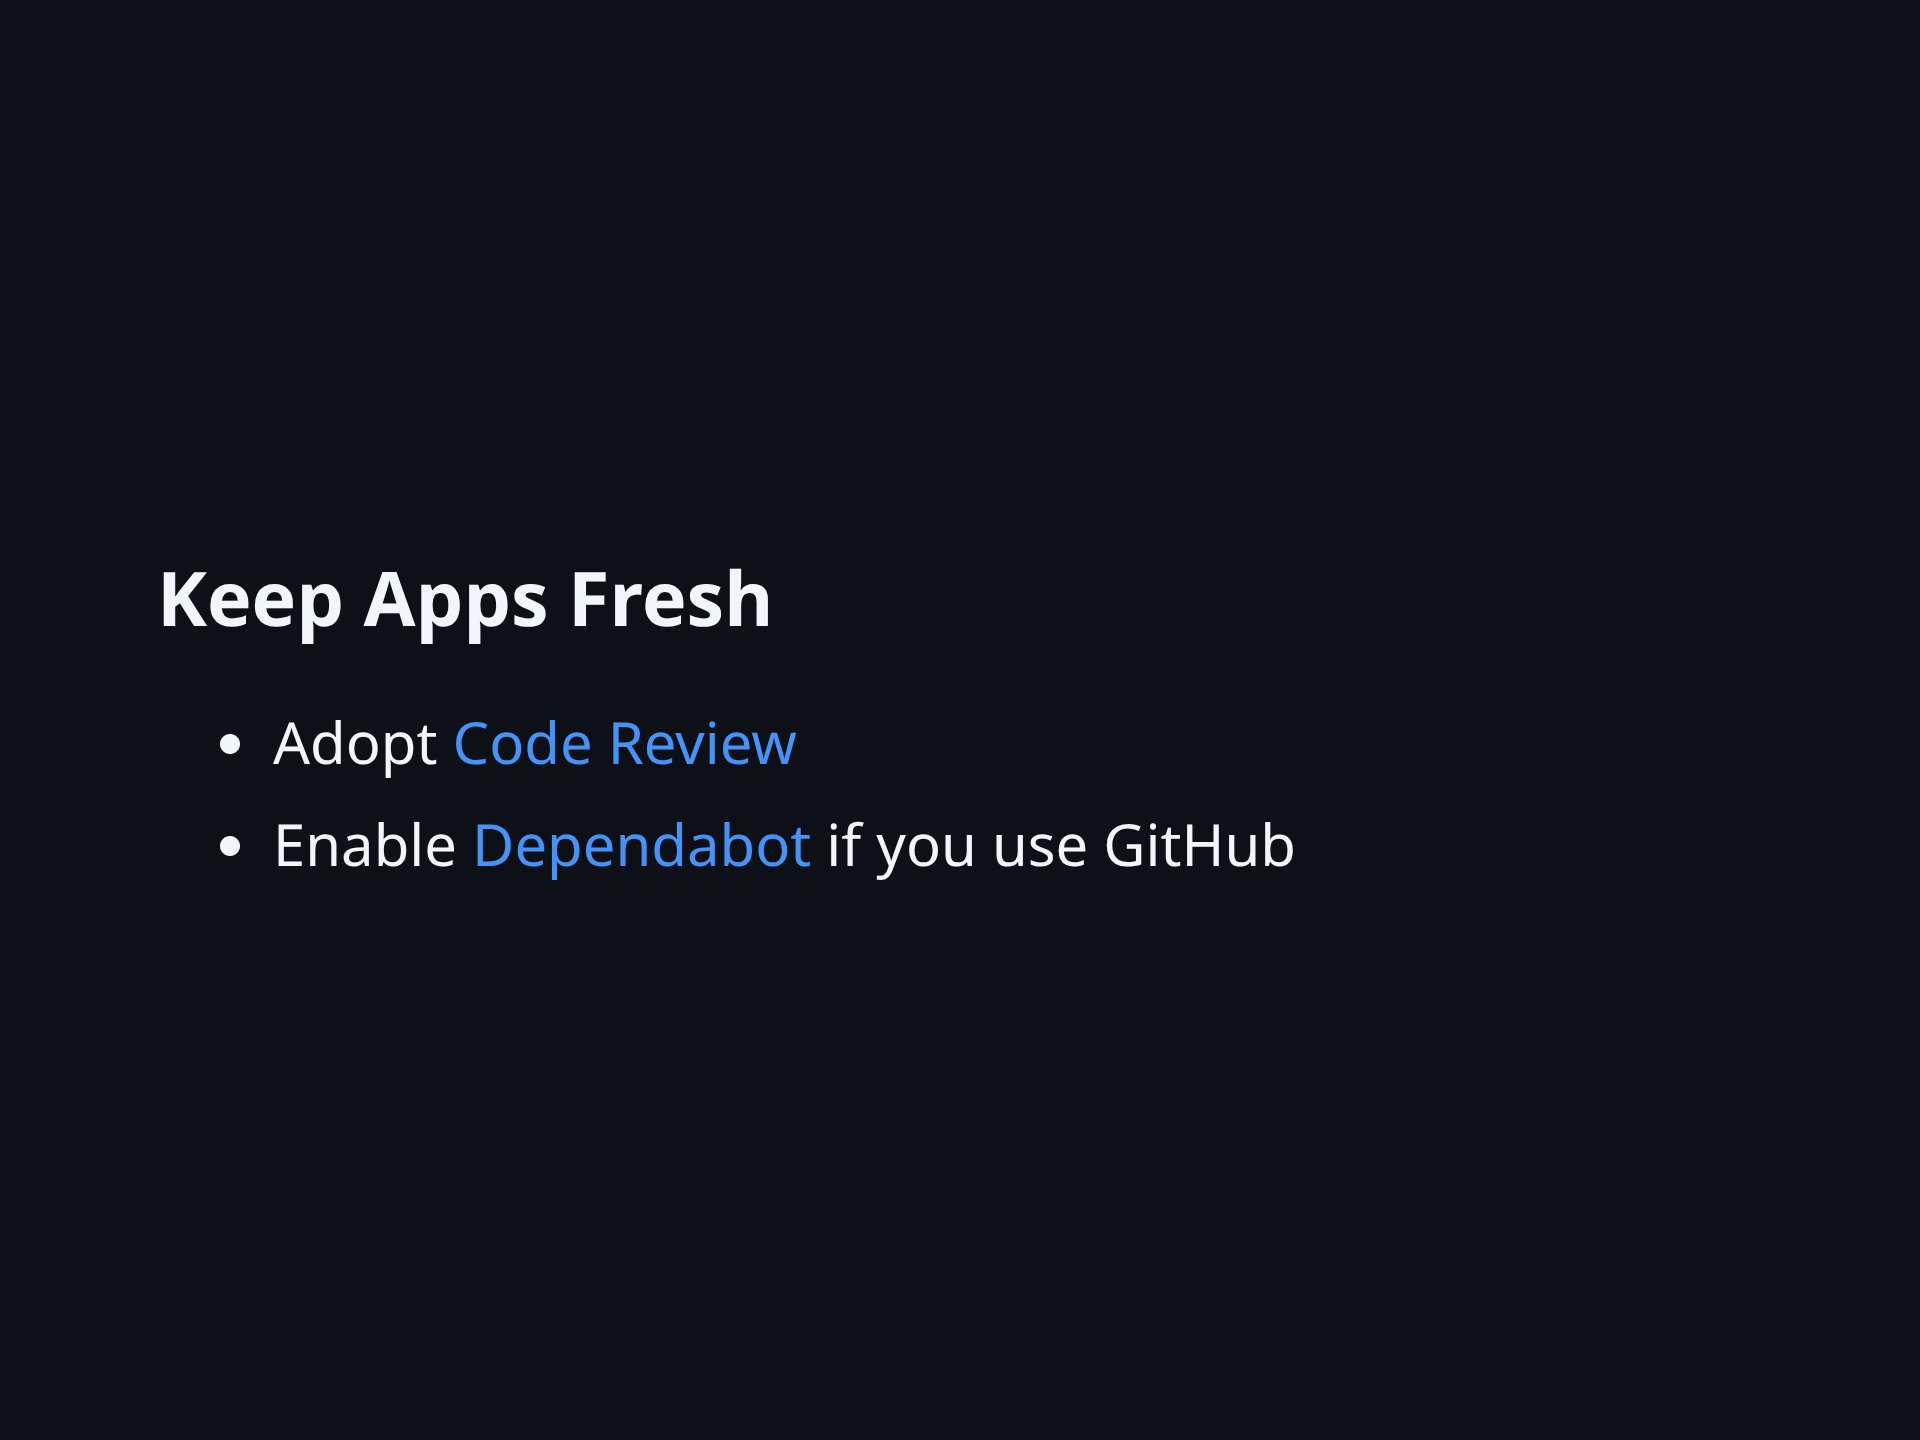 Keep Apps Fresh
• Adopt Code Review
• Enable Dependabot if you use GitHub